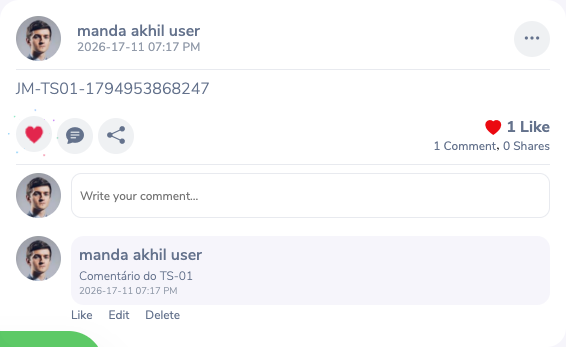 manda akhil user
2026-17-11 07:17 PM
JM-TS01-1794953868247
1 Like
1 Comment, 0 Shares
Write your comment...
manda akhil user
Comentário do TS-01
2026-17-11 07:17 PM
Like Edit Delete